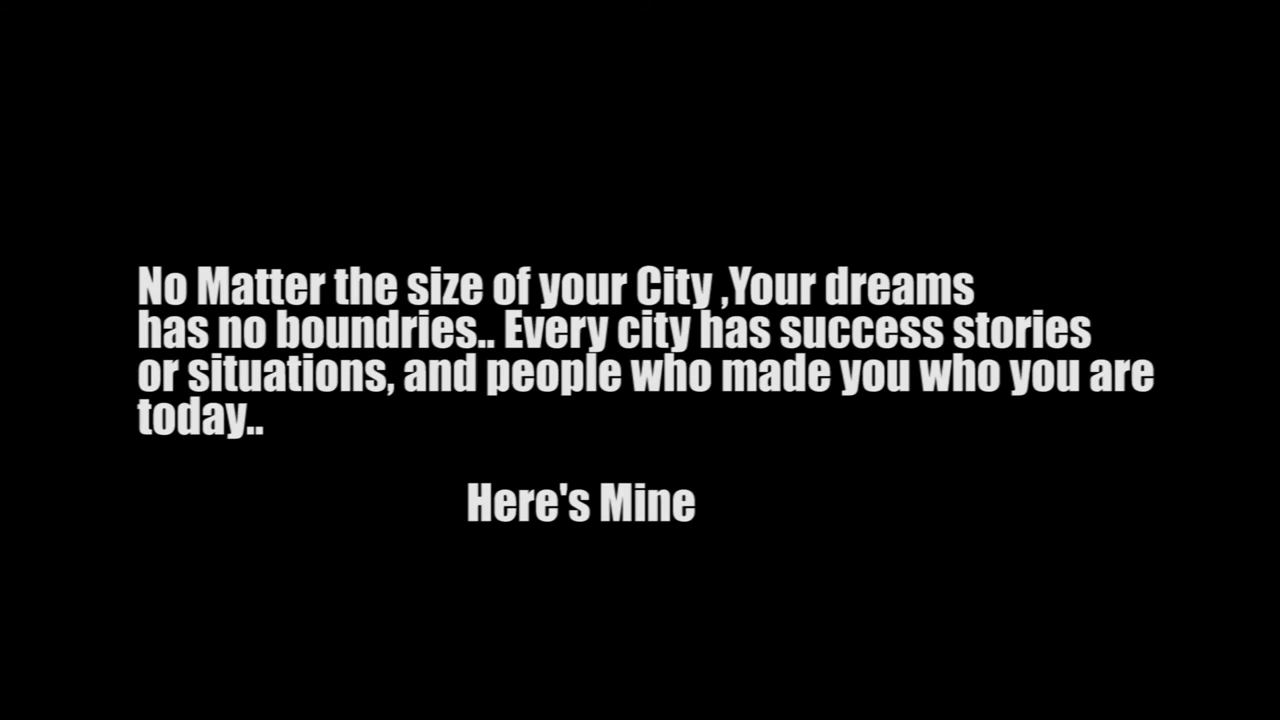 No Matter the size of your City ,Your dreams
has no boundries.. Every city has success stories
or situations, and people who made you who you are
today..
Here's Mine